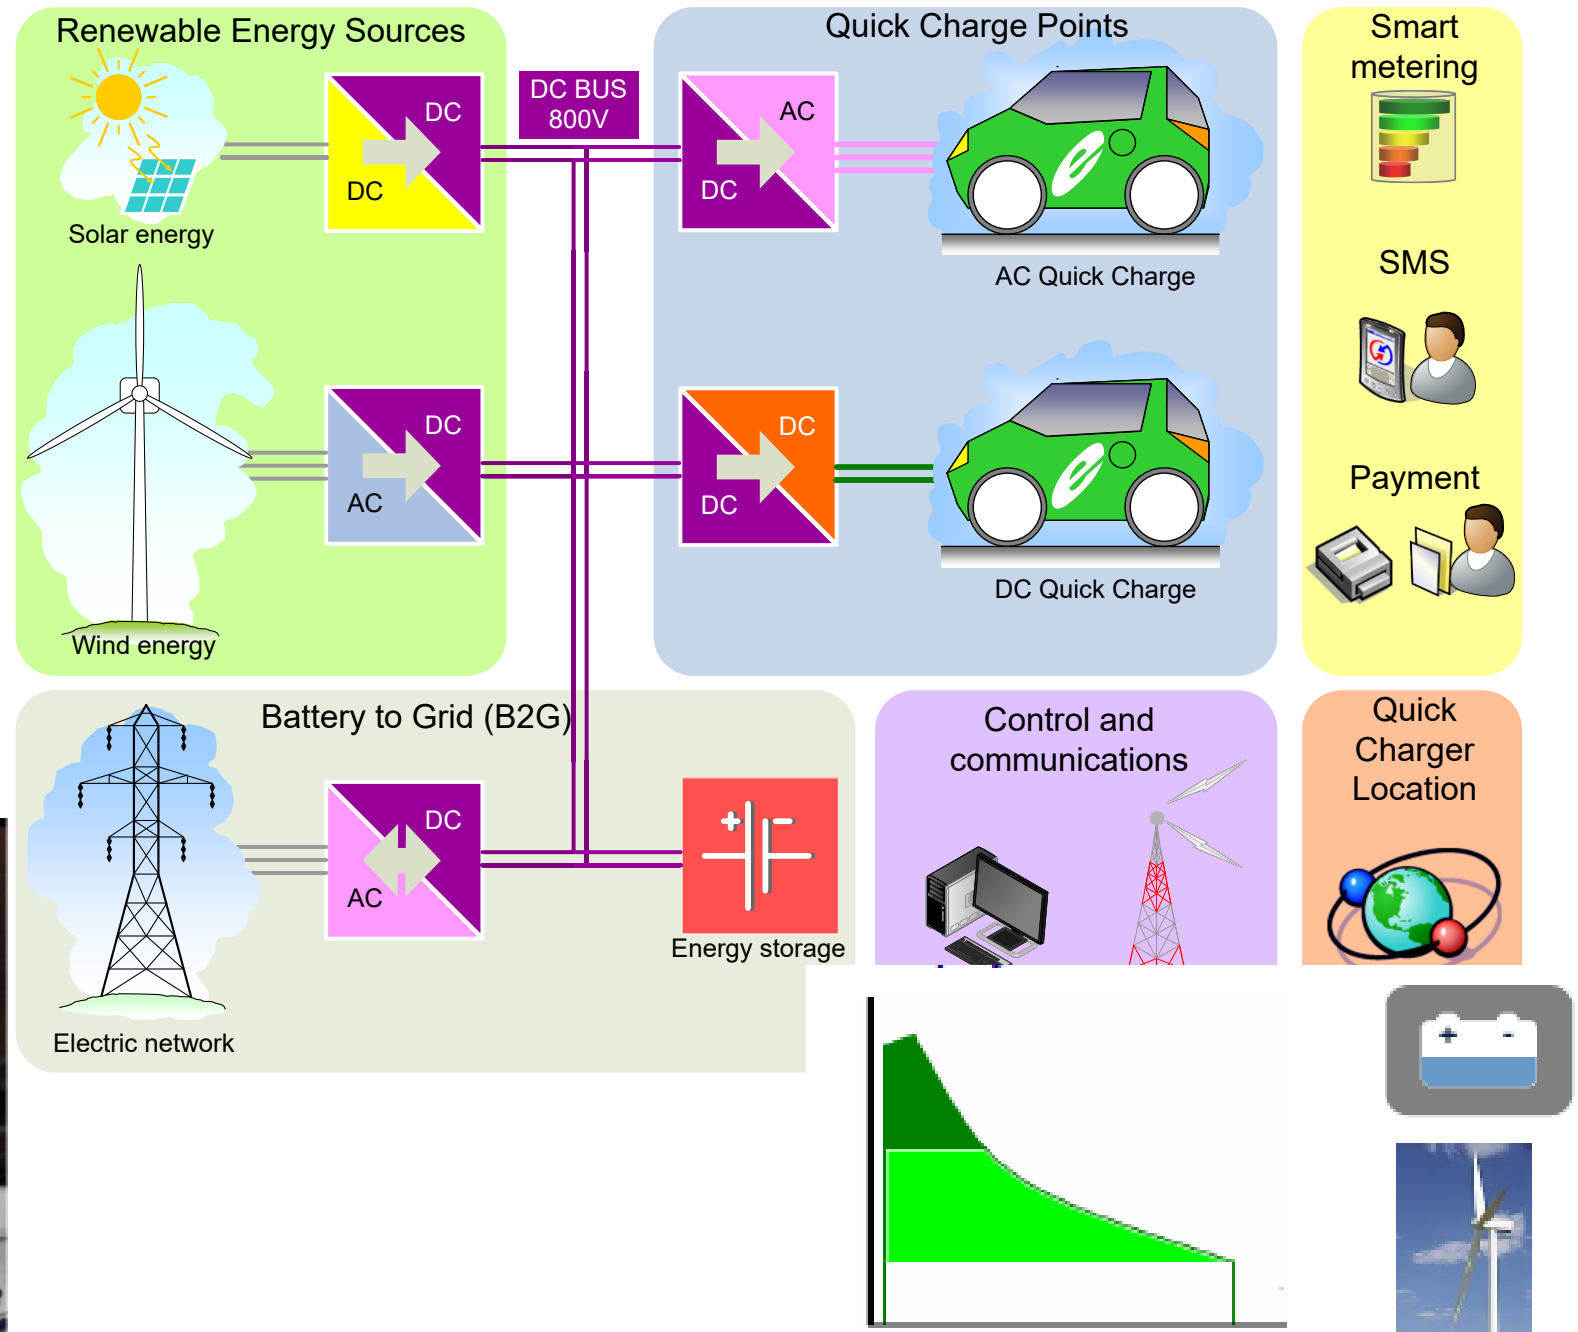 Renewable Energy Sources
DC
DC
Solar energy
DC
AC
Wind energy
DC BUS
800V
Quick Charge Points
AC
DC
AC Quick Charge
DC
DC
DC Quick Charge
Smart
metering
SMS
Payment
Battery to Grid (B2G)
DC
AC
Electric network
+ -
Energy storage
Control and
communications
Quick
Charger
Location
+ -